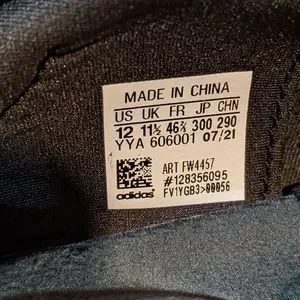 MADE IN CHINA
US UK FR JP CHN
12 11½ 46⅔ 300 290
YYA 606001 07/21
ART FW4457
#128356095
adidas FV1YGB3>00056